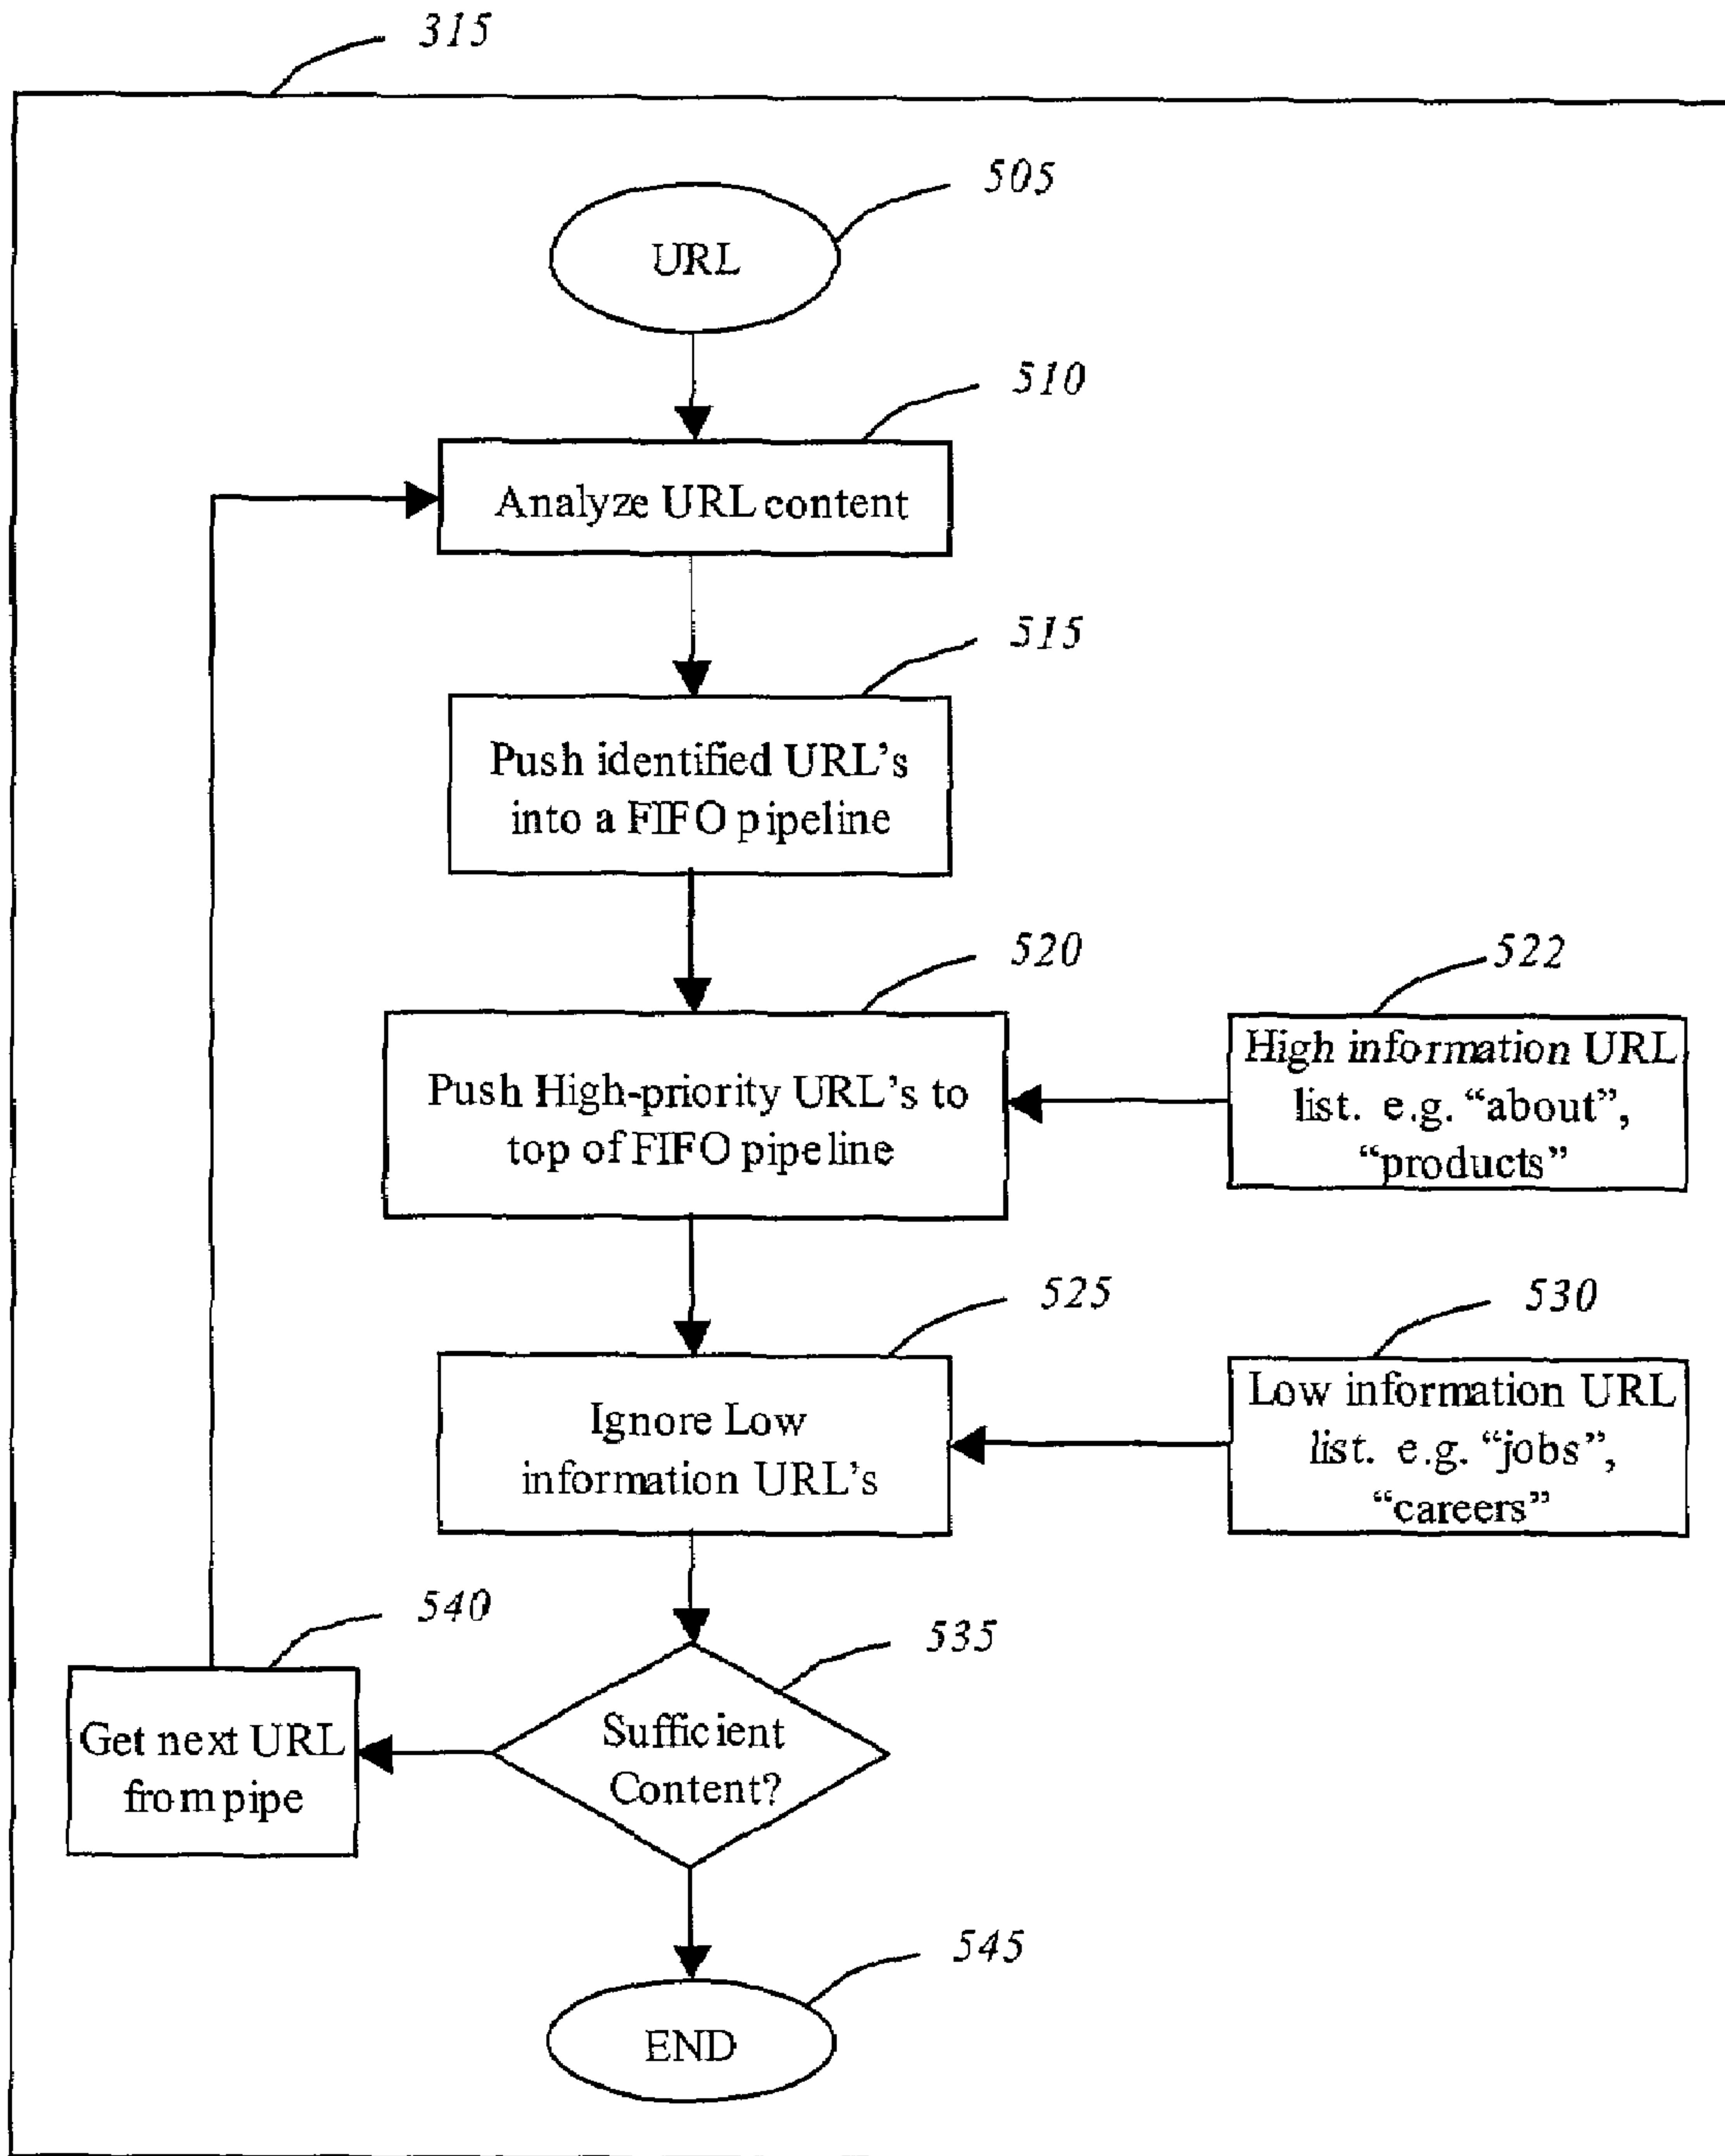 315
505
URL
510
Analyze URL content
515
Push identified URL's
into a FIFO pipeline
520
Push High-priority URL's to
top of FIFO pipeline
522
High information URL
list. e.g. “about”,
“products”
525
Ignore Low
information URL's
530
Low information URL
list. e.g. “jobs”,
“careers”
535
Sufficient
Content?
540
Get next URL
from pipe
545
END